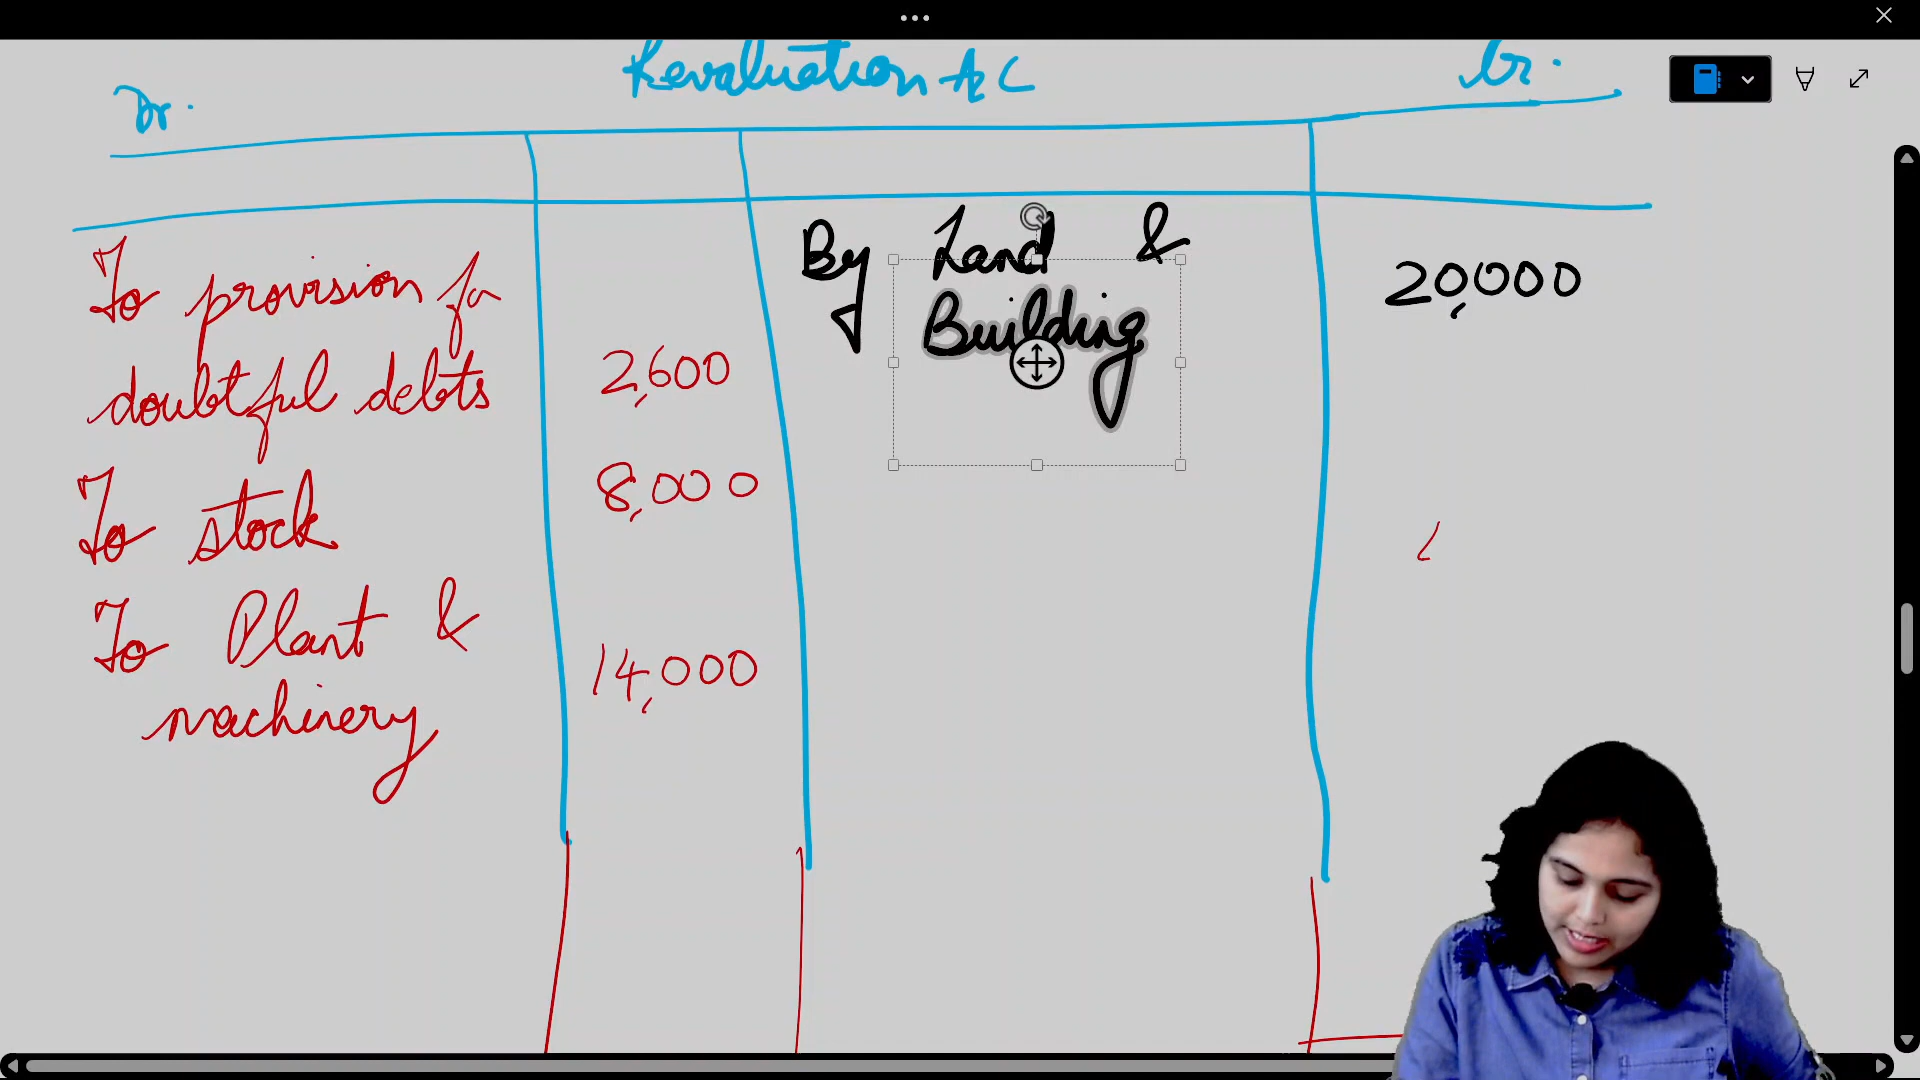 Revaluation A/C
Dr.
Cr.
To provision for
doubtful debts 2,600
To stock 8,000
To Plant &
machinery 14,000
By Land & 20,000
Building